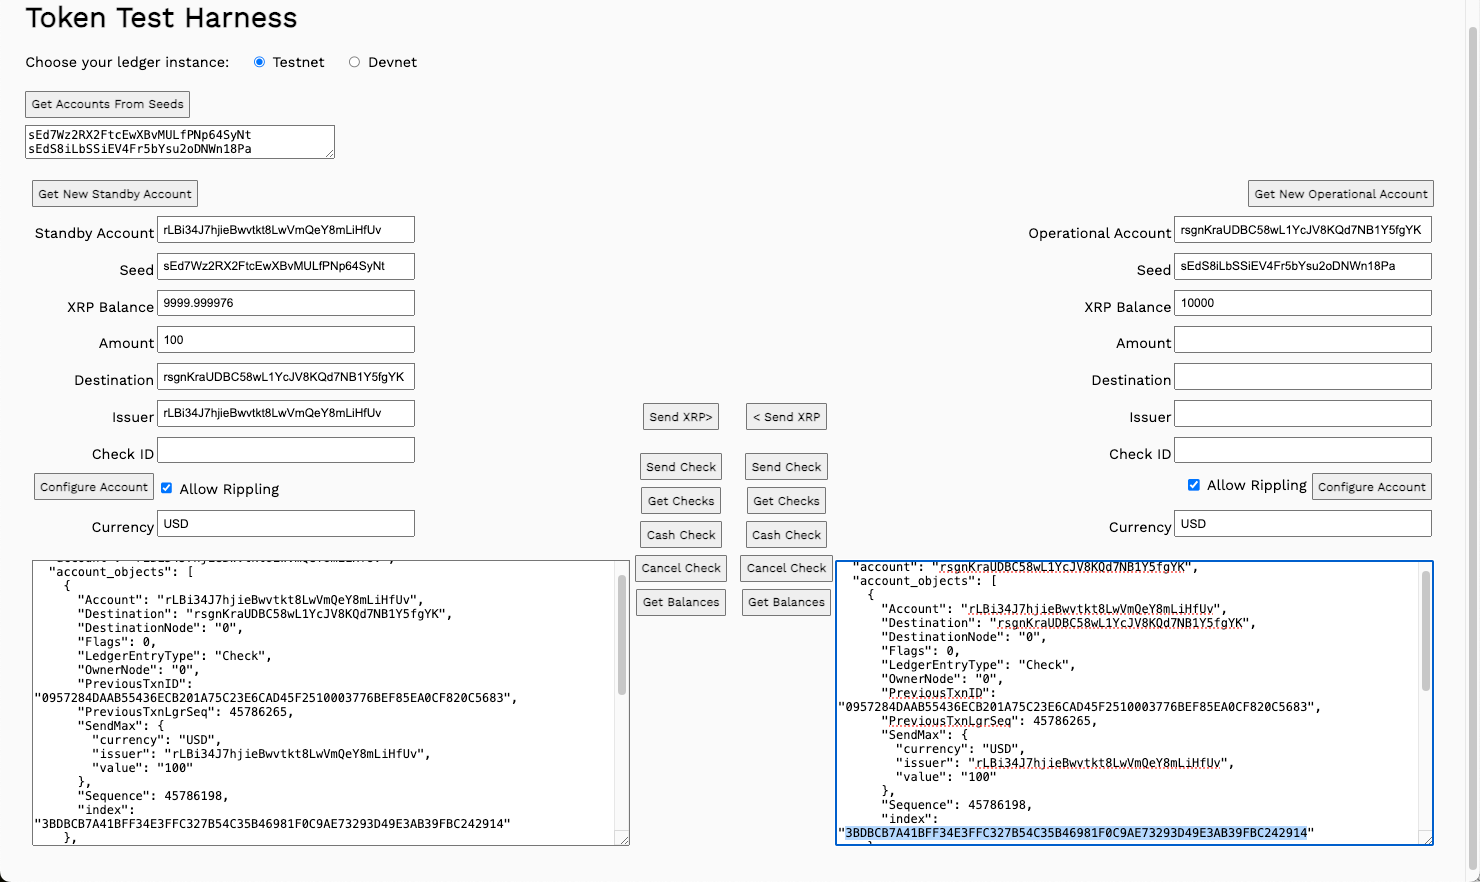 Token Test Harness
Choose your ledger instance: Testnet Devnet
Get Accounts From Seeds
sEd7Wz2RX2FtcEwXBvMULfPNp64SyNt
sEdS8iLbSSiEV4Fr5bYsu2oDNWn18Pa
Get New Standby Account
Standby Account rLBi34J7hjieBwvtkt8LwVmQeY8mLiHfUv
Seed sEd7Wz2RX2FtcEwXBvMULfPNp64SyNt
XRP Balance 9999.999976
Amount 100
Destination rsgnKraUDBC58wL1YcJV8KQd7NB1Y5fgYK
Issuer rLBi34J7hjieBwvtkt8LwVmQeY8mLiHfUv
Check ID
Configure Account Allow Rippling
Currency USD
Send XRP> < Send XRP
Send Check Send Check
Get Checks Get Checks
Cash Check Cash Check
Cancel Check Cancel Check
Get Balances Get Balances
Get New Operational Account
Operational Account rsgnKraUDBC58wL1YcJV8KQd7NB1Y5fgYK
Seed sEdS8iLbSSiEV4Fr5bYsu2oDNWn18Pa
XRP Balance 10000
Amount
Destination
Issuer
Check ID
Allow Rippling Configure Account
Currency USD
"account_objects": [
{
"Account": "rLBi34J7hjieBwvtkt8LwVmQeY8mLiHfUv",
"Destination": "rsgnKraUDBC58wL1YcJV8KQd7NB1Y5fgYK",
"DestinationNode": "0",
"Flags": 0,
"LedgerEntryType": "Check",
"OwnerNode": "0",
"PreviousTxnID":
"0957284DAAB55436ECB201A75C23E6CAD45F2510003776BEF85EA0CF820C5683",
"PreviousTxnLgrSeq": 45786265,
"SendMax": {
"currency": "USD",
"issuer": "rLBi34J7hjieBwvtkt8LwVmQeY8mLiHfUv",
"value": "100"
},
"Sequence": 45786198,
"index":
"3BDBCB7A41BFF34E3FFC327B54C35B46981F0C9AE73293D49E3AB39FBC242914"
},
"account": "rsgnKraUDBC58wL1YcJV8KQd7NB1Y5fgYK",
"account_objects": [
{
"Account": "rLBi34J7hjieBwvtkt8LwVmQeY8mLiHfUv",
"Destination": "rsgnKraUDBC58wL1YcJV8KQd7NB1Y5fgYK",
"DestinationNode": "0",
"Flags": 0,
"LedgerEntryType": "Check",
"OwnerNode": "0",
"PreviousTxnID":
"0957284DAAB55436ECB201A75C23E6CAD45F2510003776BEF85EA0CF820C5683",
"PreviousTxnLgrSeq": 45786265,
"SendMax": {
"currency": "USD",
"issuer": "rLBi34J7hjieBwvtkt8LwVmQeY8mLiHfUv",
"value": "100"
},
"Sequence": 45786198,
"index":
"3BDBCB7A41BFF34E3FFC327B54C35B46981F0C9AE73293D49E3AB39FBC242914"